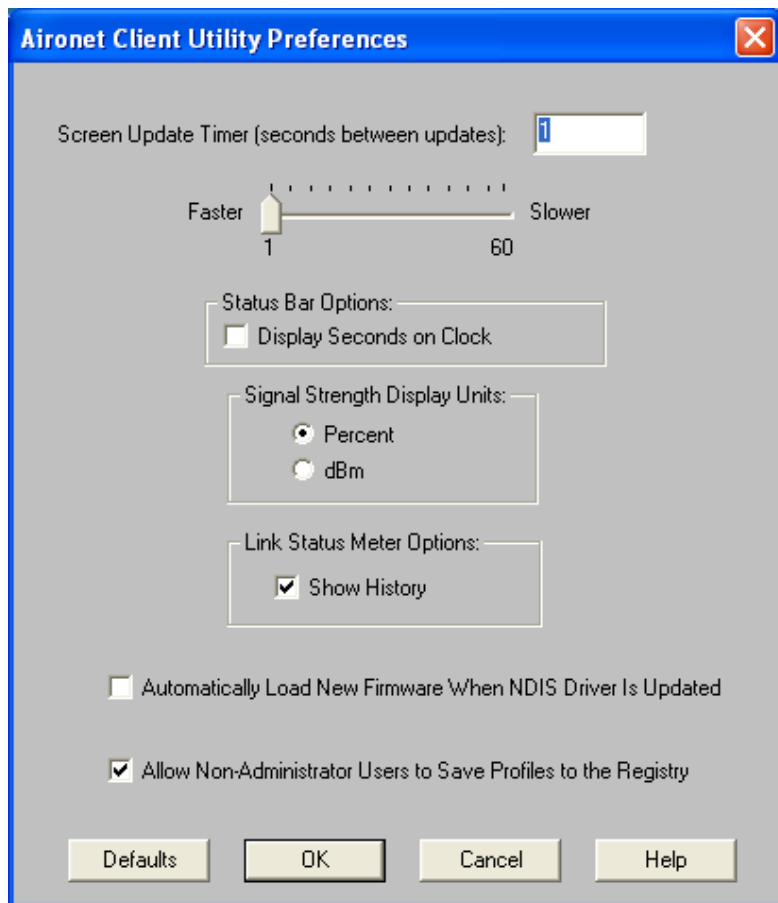 Aironet Client Utility Preferences
Screen Update Timer (seconds between updates): 1
Faster Slower
1 60
Status Bar Options:
Display Seconds on Clock
Signal Strength Display Units:
Percent
dBm
Link Status Meter Options:
Show History
Automatically Load New Firmware When NDIS Driver Is Updated
Allow Non-Administrator Users to Save Profiles to the Registry
Defaults OK Cancel Help